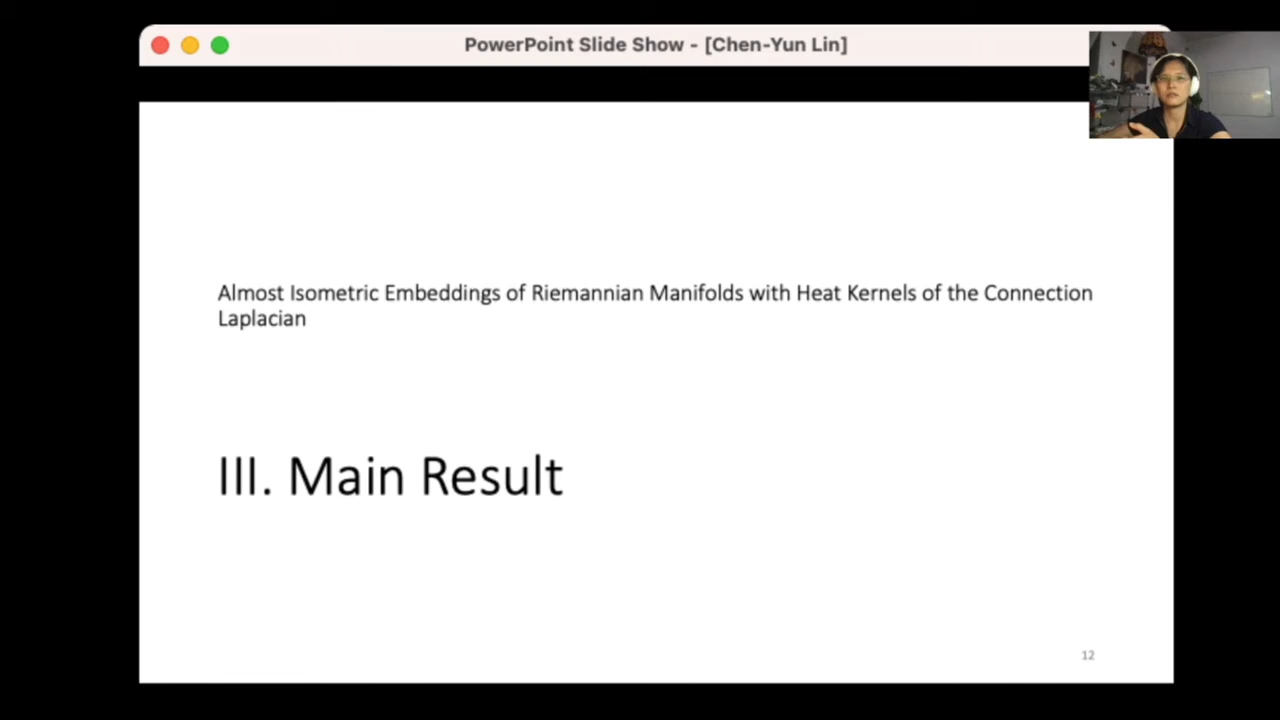 PowerPoint Slide Show - [Chen-Yun Lin]
Almost Isometric Embeddings of Riemannian Manifolds with Heat Kernels of the Connection
Laplacian
III. Main Result
12